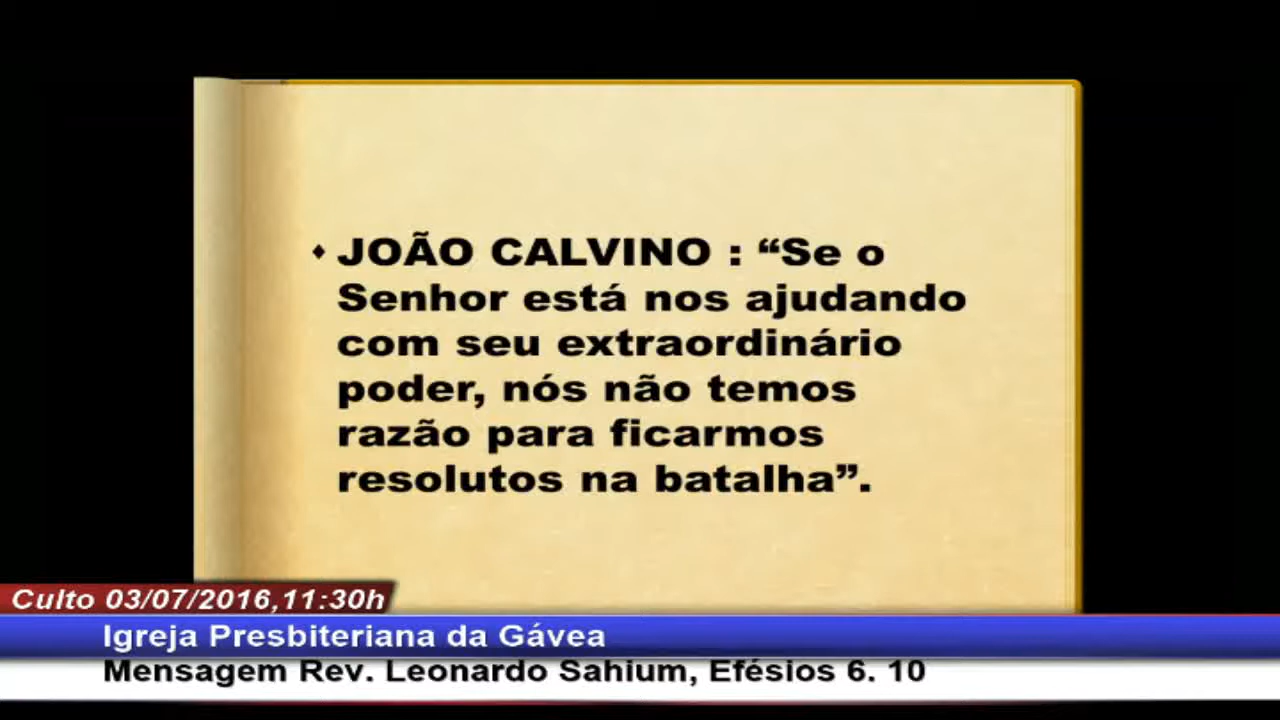 JOÃO CALVINO : “Se o
Senhor está nos ajudando
com seu extraordinário
poder, nós não temos
razão para ficarmos
resolutos na batalha”.
Culto 03/07/2016,11:30h
Igreja Presbiteriana da Gávea
Mensagem Rev. Leonardo Sahium, Efésios 6. 10